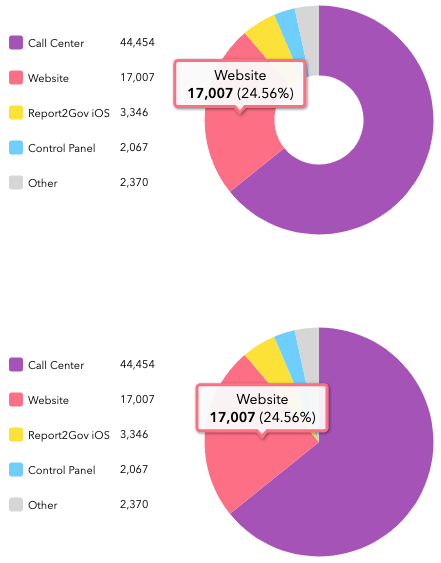 Call Center 44,454
Website 17,007
Report2Gov iOS 3,346
Control Panel 2,067
Other 2,370
Website
17,007 (24.56%)
Call Center 44,454
Website 17,007
Report2Gov iOS 3,346
Control Panel 2,067
Other 2,370
Website
17,007 (24.56%)